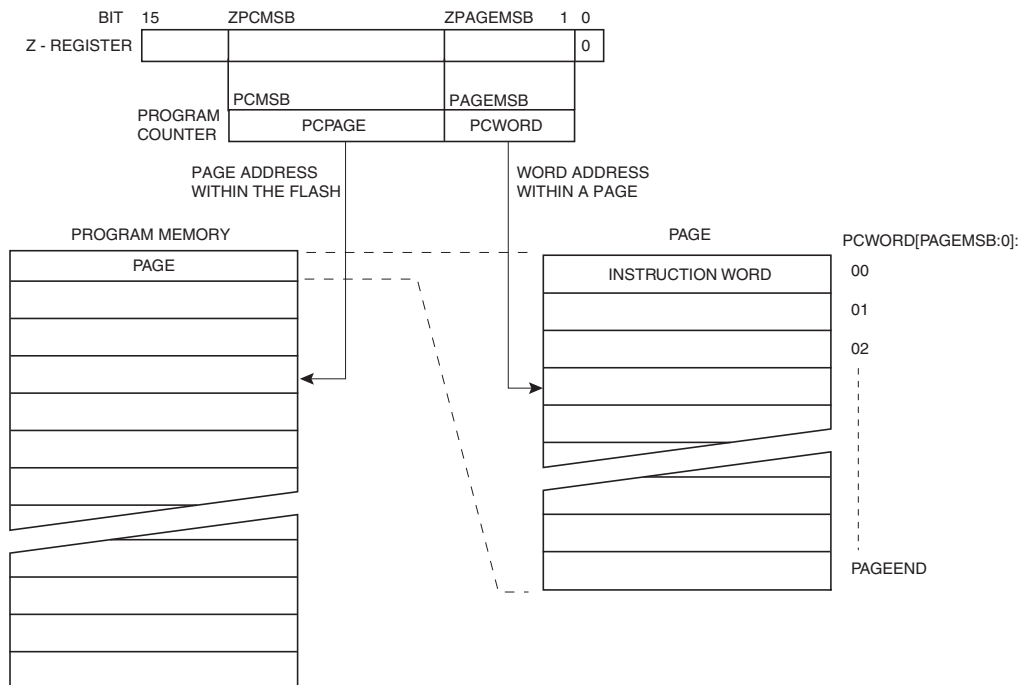 BIT 15 ZPCMSB ZPAGEMSB 1 0
Z - REGISTER 0
PCMSB PAGEMSB
PROGRAM
COUNTER
PCPAGE PCWORD
PAGE ADDRESS
WITHIN THE FLASH
WORD ADDRESS
WITHIN A PAGE
PROGRAM MEMORY
PAGE
PAGE
PCWORD[PAGEMSB:0]:
INSTRUCTION WORD
00
01
02
PAGEEND